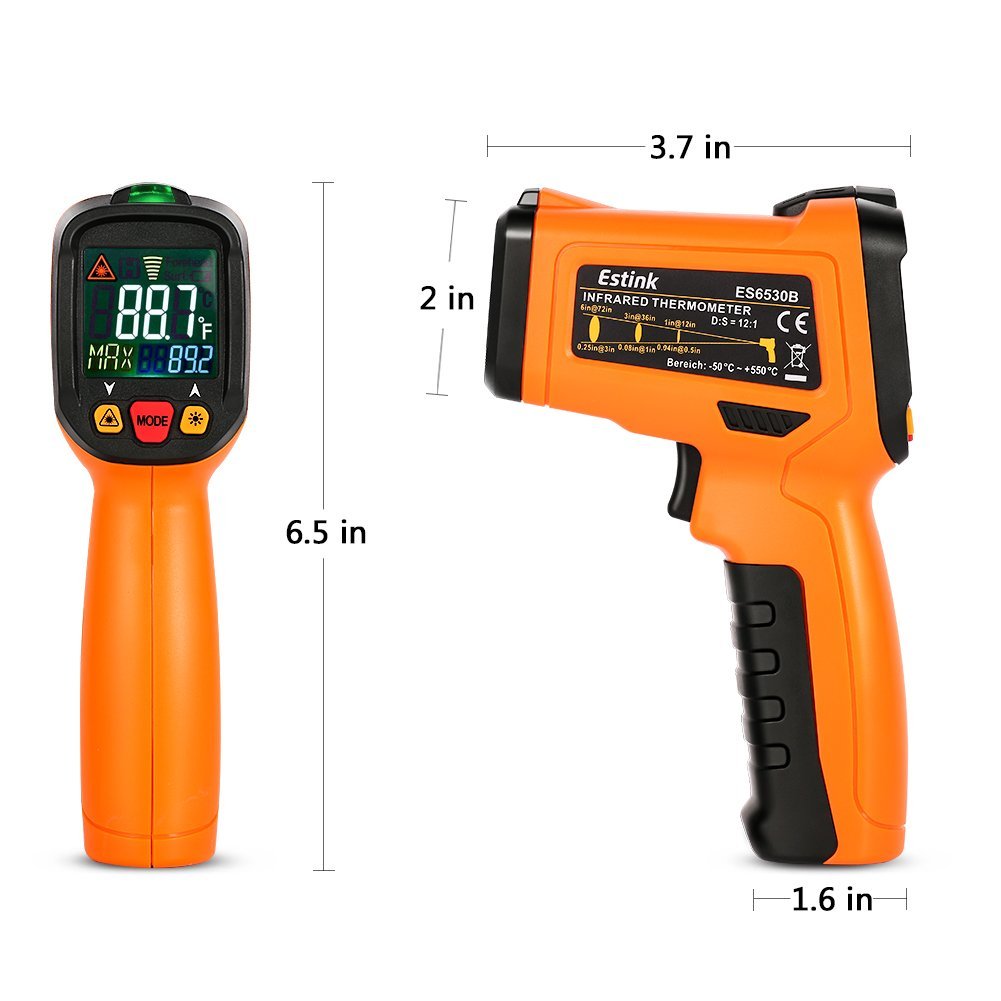 3.7 in
2 in
6.5 in
1.6 in
88.7 °F
MAX 89.2
MODE
Estink
ES6530B
INFRARED THERMOMETER
6in@72in 3in@36in 1in@12in D:S = 12:1
CE
0.25in@3in 0.08in@1in 0.04in@0.5in
Bereich: -50°C ~ +550°C